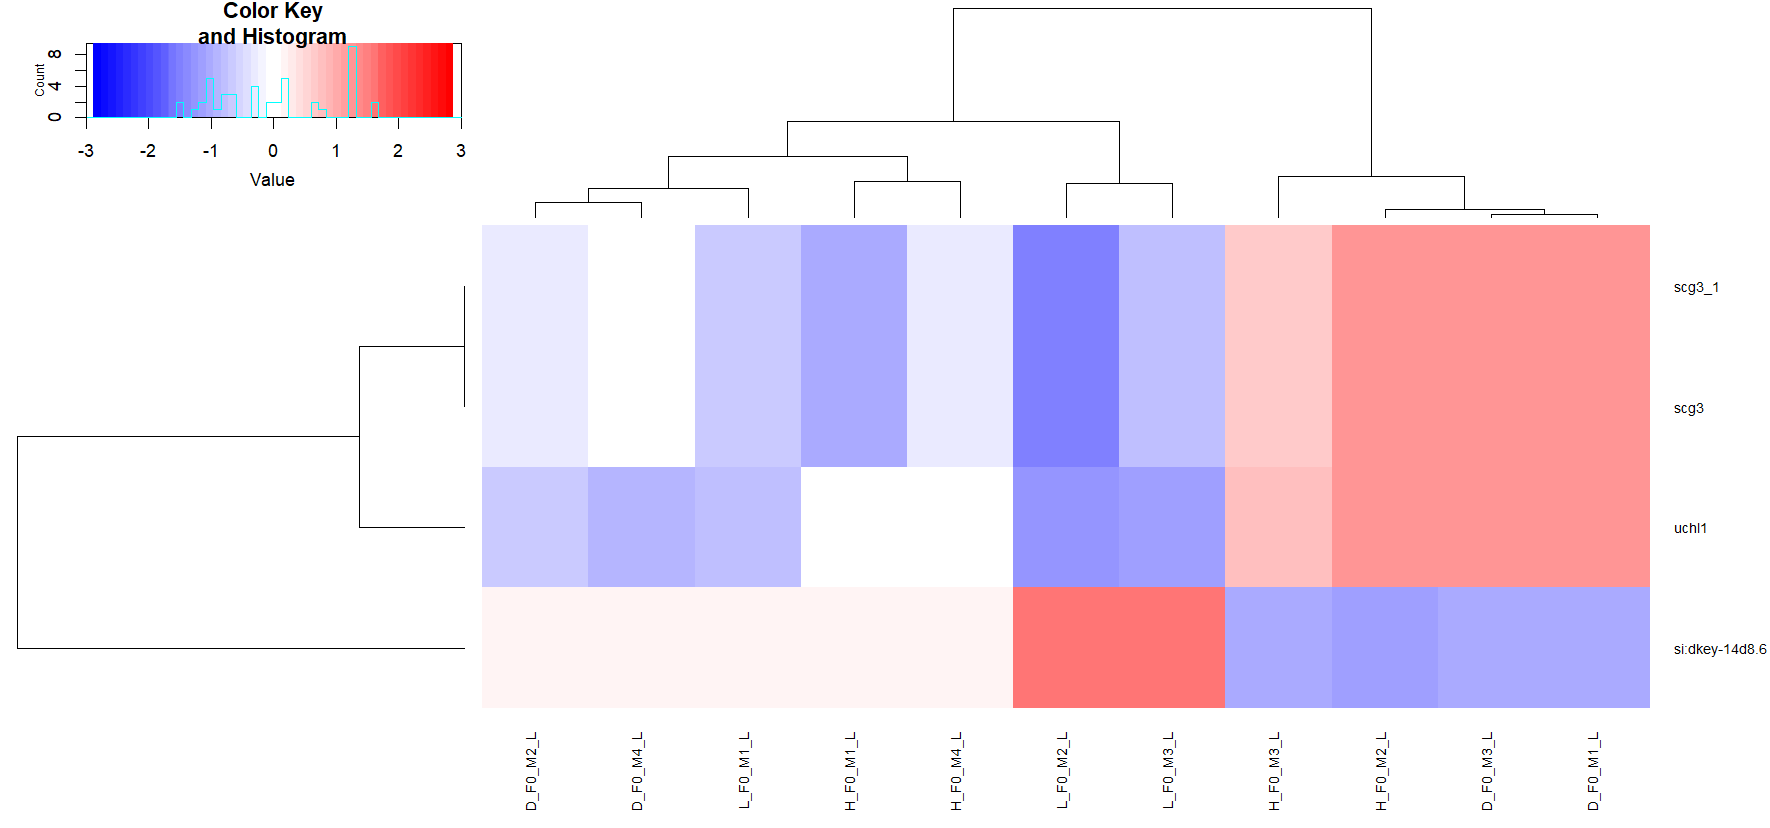 Color Key
and Histogram
Count
0 4 8
-3 -2 -1 0 1 2 3
Value
scg3_1
scg3
uchl1
si:dkey-14d8.6
D_F0_M2_L
D_F0_M4_L
L_F0_M1_L
H_F0_M1_L
H_F0_M4_L
L_F0_M2_L
L_F0_M3_L
H_F0_M3_L
H_F0_M2_L
D_F0_M3_L
D_F0_M1_L